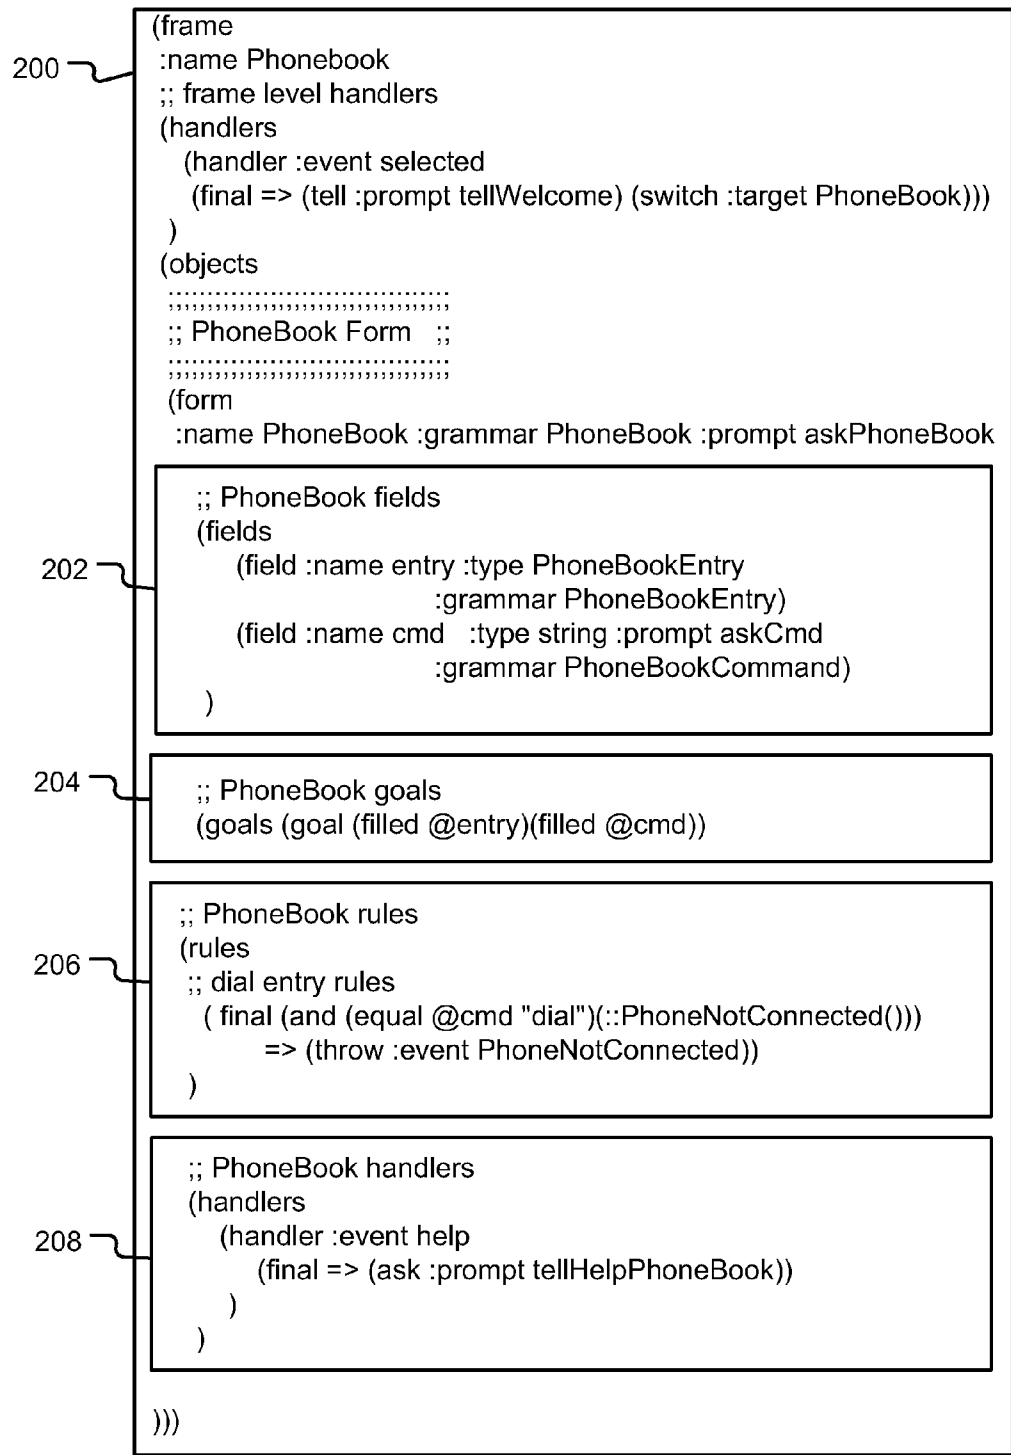 (frame
200
:name Phonebook
;; frame level handlers
(handlers
(handler :event selected
(final => (tell :prompt tellWelcome) (switch :target PhoneBook)))
)
(objects
;;;;;;;;;;;;;;;;;;;;;;;;;;;;;;;;;;;;
;; PhoneBook Form ;;
;;;;;;;;;;;;;;;;;;;;;;;;;;;;;;;;;;;;
(form
:name PhoneBook :grammar PhoneBook :prompt askPhoneBook
;; PhoneBook fields
(fields
202
(field :name entry :type PhoneBookEntry
:grammar PhoneBookEntry)
(field :name cmd :type string :prompt askCmd
:grammar PhoneBookCommand)
)
204
;; PhoneBook goals
(goals (goal (filled @entry)(filled @cmd))
;; PhoneBook rules
(rules
206
;; dial entry rules
( final (and (equal @cmd "dial")(::PhoneNotConnected()))
=> (throw :event PhoneNotConnected))
)
;; PhoneBook handlers
(handlers
208
(handler :event help
(final => (ask :prompt tellHelpPhoneBook))
)
)
)))